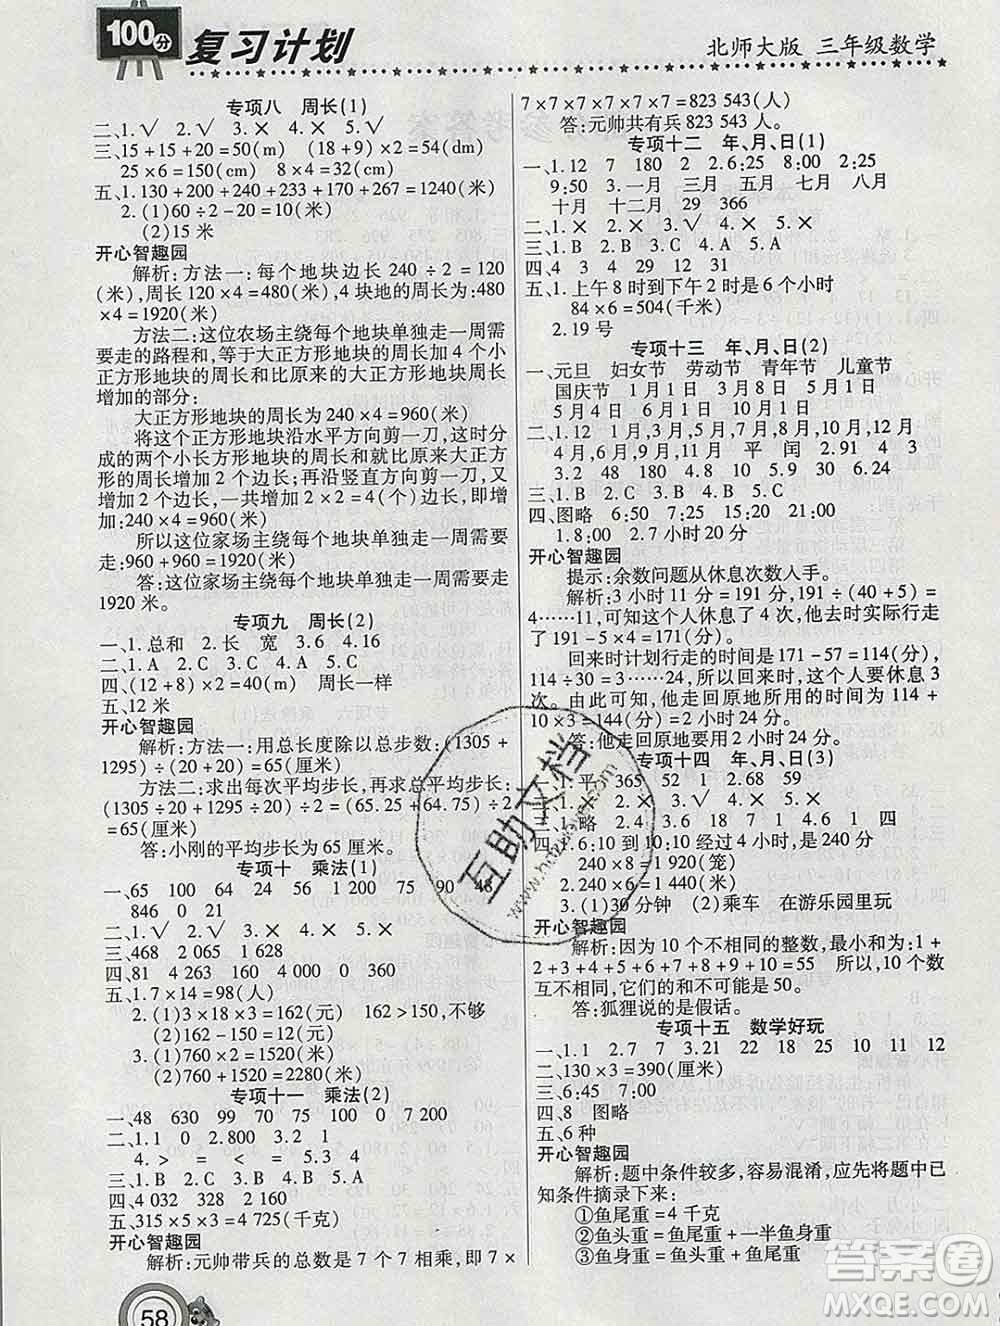 100分
复习计划
北师大版 三年级数学
专项八 周长(1)
二、1.√ 2.√ 3.× 4.× 5.√
三、15+15+20=50(m) (18+9)×2=54(dm)
25×6=150(cm) 8×4=32(cm)
五、1.130+200+243+230+170+267=1240(米)
2.(1)60÷2-20=10(米)
(2)15米
开心智趣园
解析:方法一:每个地块边长240÷2=120
(米),120×4=480(米),4块地就是480×4=
1920(米)。
方法二:这位农场主绕每个地块单独走一周需
要走的路程和,等于大正方形地块的周长加4个小
正方形地块的周长和比原来的大正方形地块周长
增加的部分:
大正方形地块的周长为240×4=960(米)
将这个正方形地块沿水平方向剪一刀,这时分
成的两个小长方形地块的周长和就比原来大正方
形的周长增加2个边长;再沿竖直方向剪一刀,又
增加2个边长,所以共增加2+2=4(个)边长,即增
加:240×4=960(米)
所以这位家场主绕每个地块单独走一周需要
走:960+960=1920(米)
答:这位家场主绕每个地块单独走一周需要走
1920米。
专项九 周长(2)
一、1.总和 2.长 宽 3.6 4.16
二、1.A 2.C 3.C 4.A 5.C
四、(12+8)×2=40(米) 周长一样
五、12米
开心智趣园
解析:方法一:用总长度除以总步数:(1305+
1295)÷(20+20)=65(厘米)
方法二:求出每次平均步长,再求总平均步长:
(1305÷20+1295÷20)÷2=(65.25+64.75)÷2
=65(厘米)
答:小刚的平均步长为65厘米。
专项十 乘法(1)
一、65 100 64 24 56 1 200 75 90 48
846 0 21
二、1.√ 2.× 3.√ 4.× 5.×
三、468 2 065 1 628
四、81 4 263 160 0 420 0 360
五、1.7×14=98(人)
2.(1)3×18×3=162(元) 162>150,不够
(2)162-150=12(元)
3.(1)760×2=1520(米)
(2)760×2=1520(米)
专项十一 乘法(2)
一、48 630 99 70 75 100 0 7 200
二、1.1 0 2.800 3.2 1
4.> = < = < =
三、1.B 2.C 3.B 4.A 5.C
四、4 032 378 3 605 0
五、315×5×3=4 725(千克)
开心智趣园
解析:元帅带兵的总数是7个7相乘,即7×
7×7×7×7×7×7=823 543(人)
答:元帅共有兵823 543人。
专项十二 年、月、日(1)
一、1.12 7 180 2.2 6:25 8:00 2:25
9:50 3.一月 三月 五月 七月 八月
十月 十二月 29 366
二、1.× 2.× 3.√ 4.× 5.×
三、1.B 2.C 3.A 4.B
四、4 3 4 29 12 31
五、1.上午8时到下午2时是6个小时
84×6=504(千米)
2.19号
专项十三 年、月、日(2)
一、元旦 妇女节 劳动节 青年节 儿童节
国庆节 1月1日 3月8日 5月1日
5月4日 6月1日 10月1日
二、1.12 1月,3月,5月,7月,8月,10月,12月
4月,6月,9月,11月 平 闰 2.91 4 3
3.2 48 180
三、1.B 2.C 3.B 4.B 5.C
四、图略 6:50 7:25 15:20 21:00
1.8:00 2.7小时20分
开心智趣园
提示:余数问题从休息次数人手。
解析:3小时11分=191分,191÷(40+5)=
4……11,可知这个人休息了4次,他去时实际行走
了191-5×4=171(分)。
回来时计划行走的时间是171-57=114(分)
114÷30=3……24,所以回来时,这个人要休息3
次。由此可知,他走回原地所用的时间为114+
10×3=144(分)=2小时24分。
答:他走回原地要用2小时24分。
专项十四 年、月、日(3)
一、1.平 365 52 1
二、1.× 2.√ 3.× 4.√
三、1.略 2.6 3.4 7 18 9 1 四 四
四、1.6:10到10:10经过4小时,是240分
240×8=1920(笼)
2.240×4=960(个)
3.(1)30分钟 (2)乘车 在游乐园里玩
开心智趣园
解析:因为10个不相同的整数,那么最小是:1+
2+3+4+5+6+7+8+9+10=55 所以,10个数
互不相同,它们的和不可能是50。
答:狐狸说的是假话。
专项十五 数学好玩
一、1.1 2.7 7 3.21 22 18 25 10 11 12
二、130×3=390(厘米)
三、6:45 7:00
四、8 图略
五、6种
开心智趣园
解析:题中条件较多,容易混淆,应先将题中已
知条件摘录下来:
①鱼尾重=4千克
②鱼头重=鱼尾重+一半鱼身重
③鱼身重=鱼头重+鱼尾重
58
互助文档
答案圈
MXQE.COM